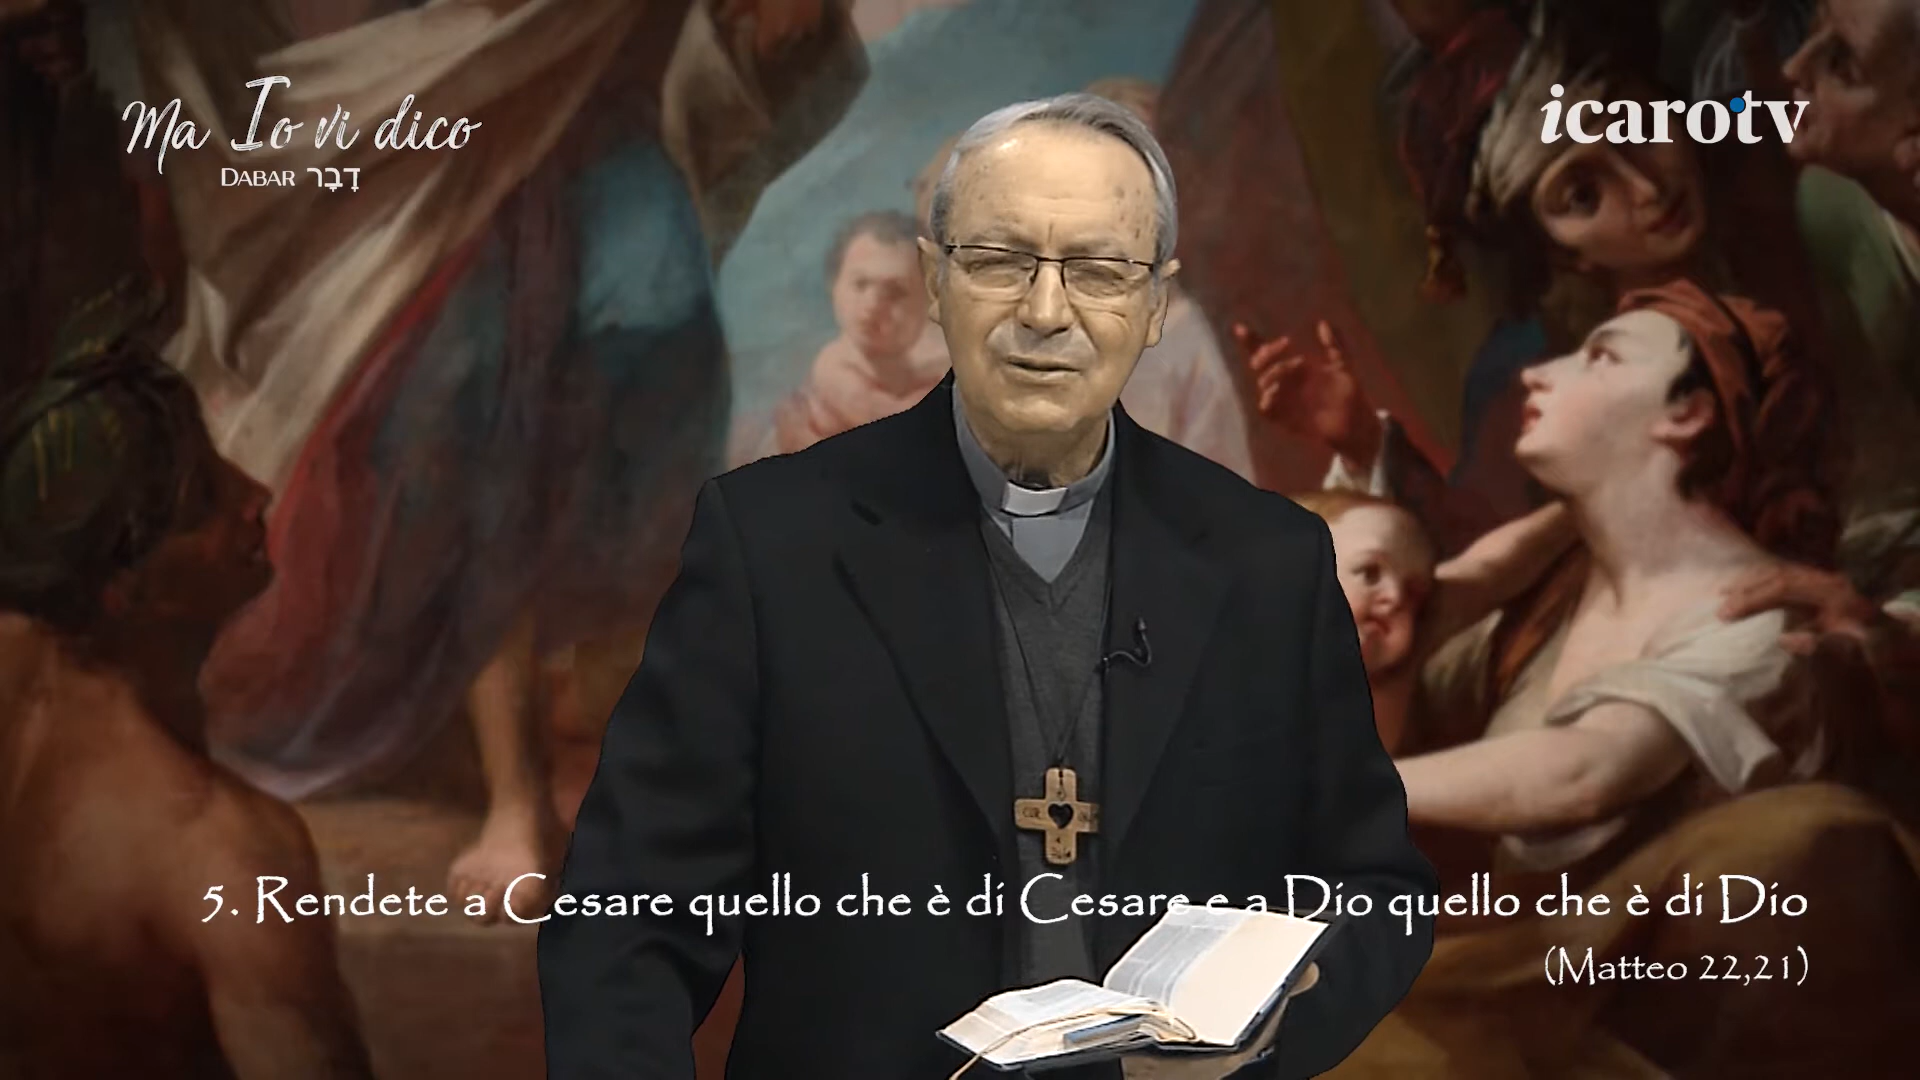 Ma Io vi dico
DABAR דָּבָר
icarotv
5. Rendete a Cesare quello che è di Cesare e a Dio quello che è di Dio
(Matteo 22,21)